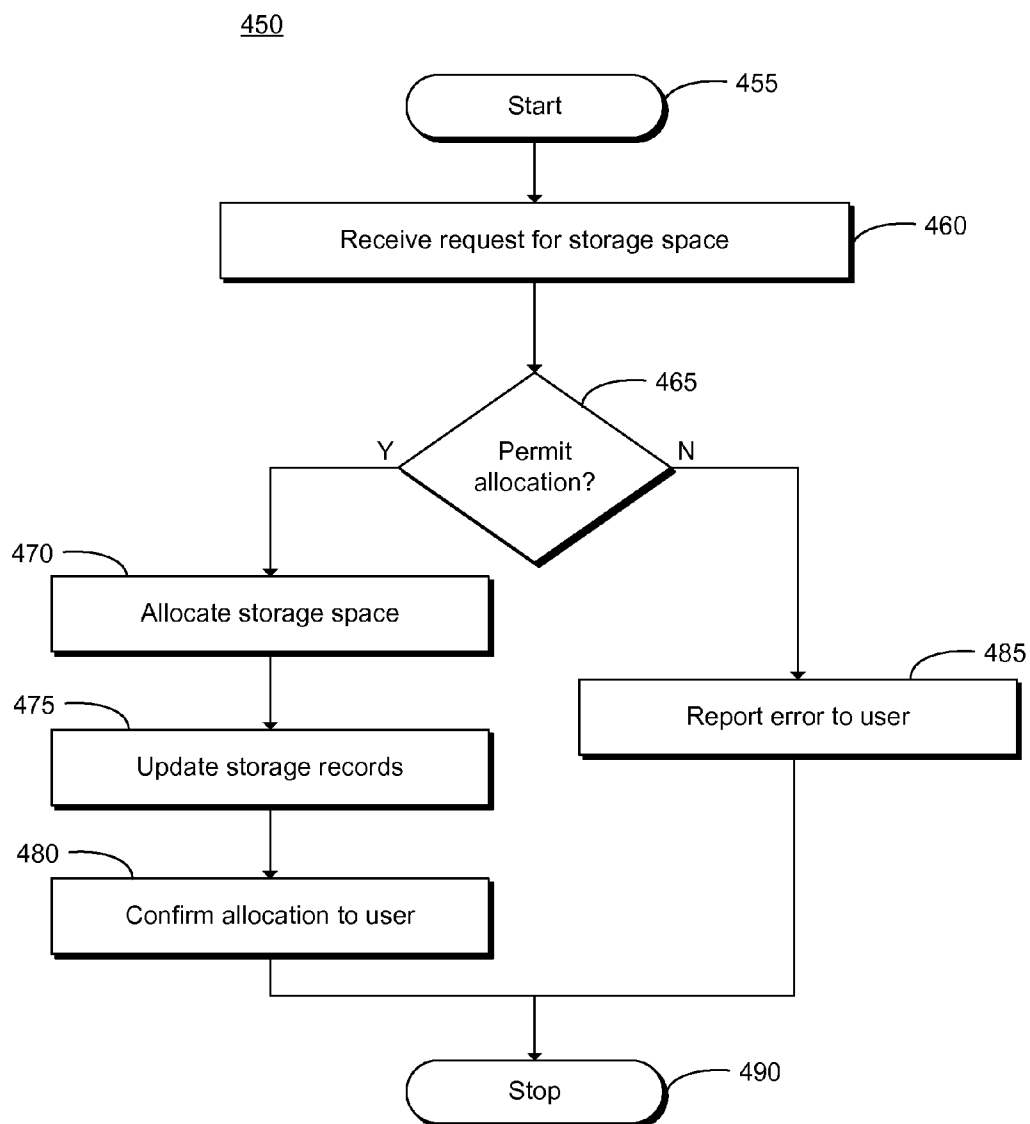 450
Start
455
Receive request for storage space
460
465
Y
Permit
allocation?
N
470
Allocate storage space
475
Update storage records
480
Confirm allocation to user
485
Report error to user
Stop
490